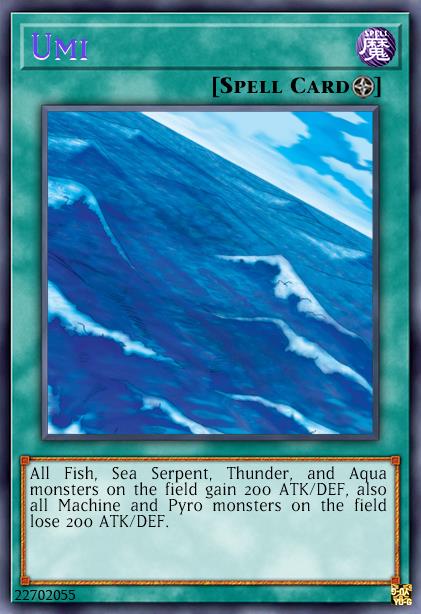 Umi
SPELL
魔
[Spell Card]
All Fish, Sea Serpent, Thunder, and Aqua
monsters on the field gain 200 ATK/DEF, also
all Machine and Pyro monsters on the field
lose 200 ATK/DEF.
22702055